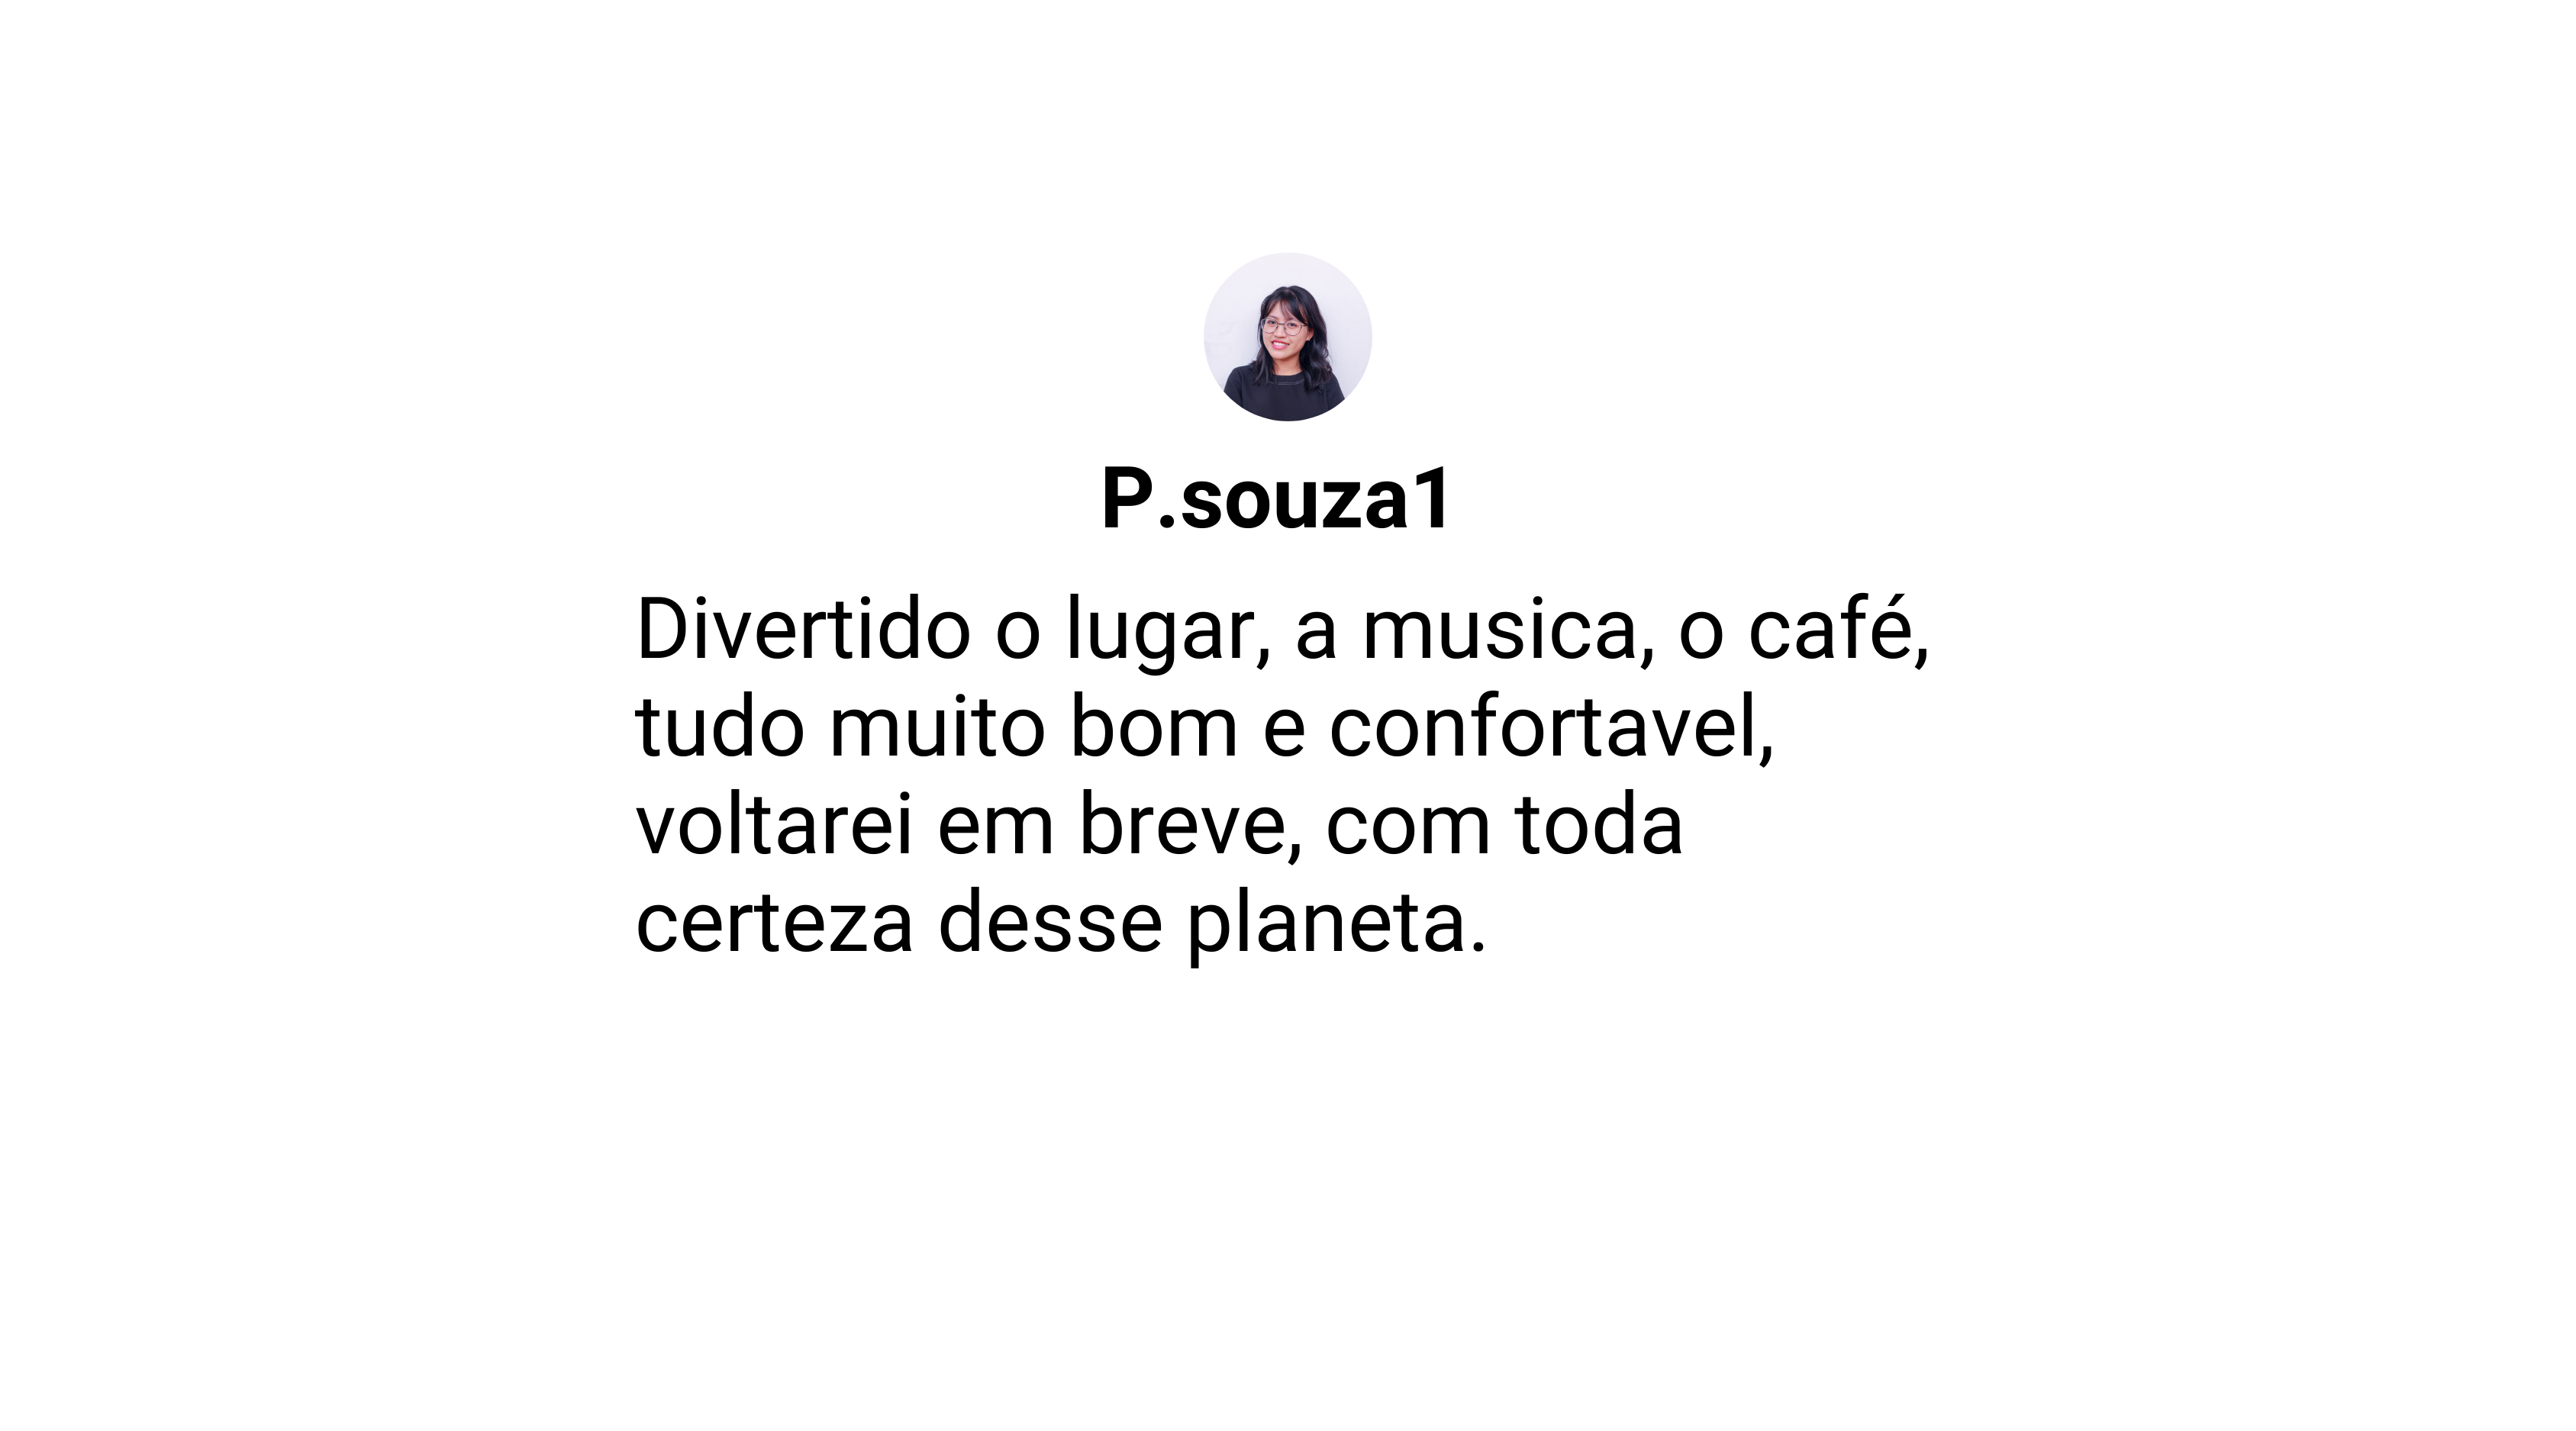 P.souza1
Divertido o lugar, a musica, o café,
tudo muito bom e confortavel,
voltarei em breve, com toda
certeza desse planeta.